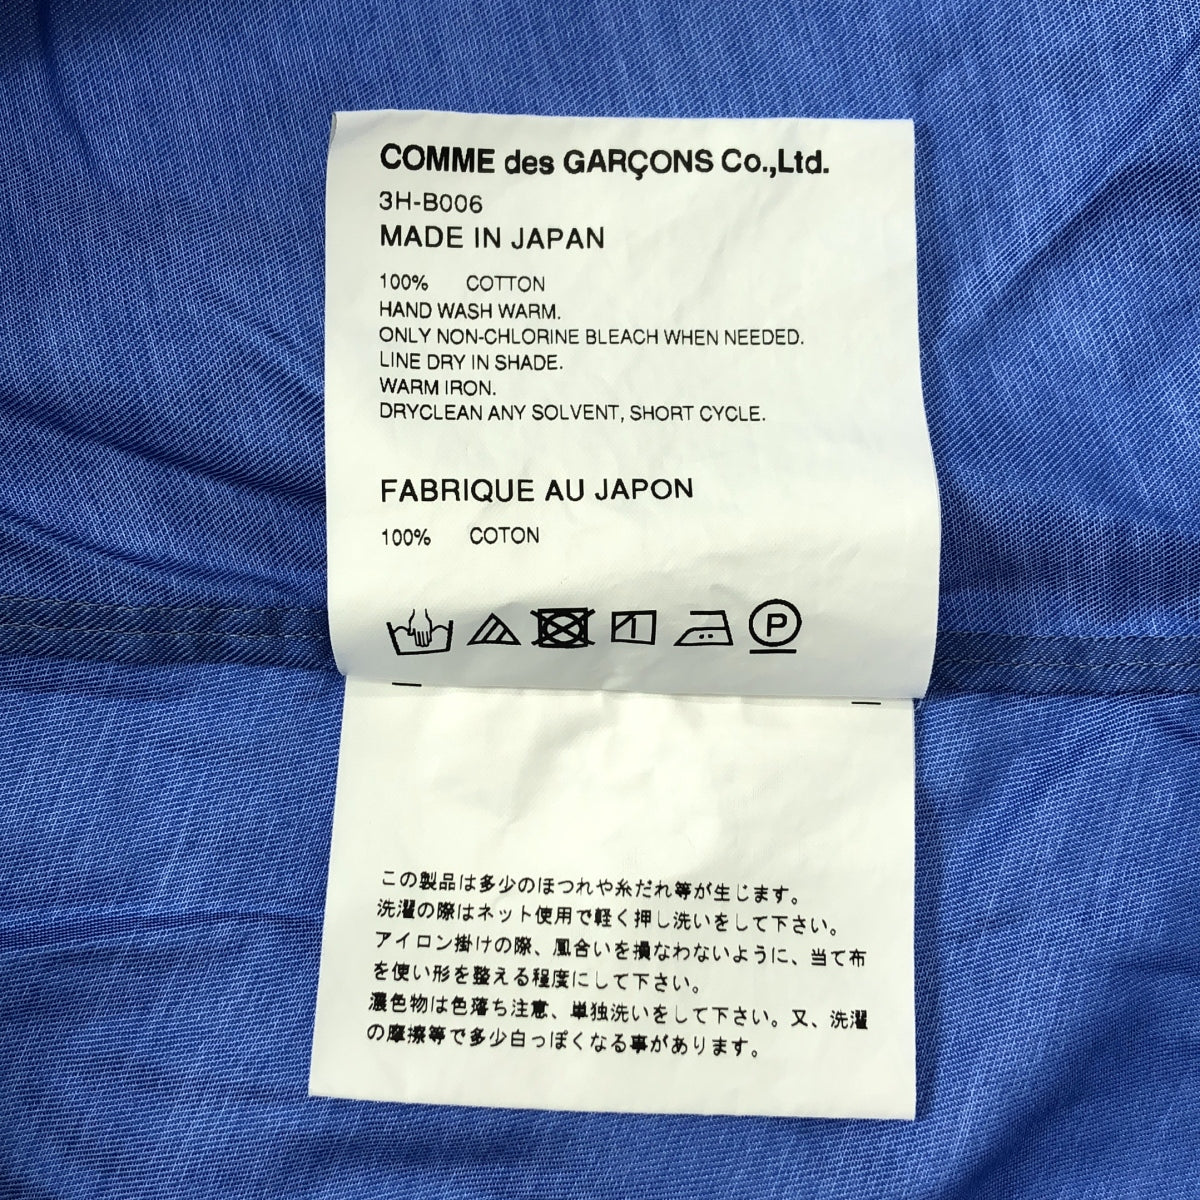 COMME des GARÇONS Co.,Ltd.
3H-B006
MADE IN JAPAN
100% COTTON
HAND WASH WARM.
ONLY NON-CHLORINE BLEACH WHEN NEEDED.
LINE DRY IN SHADE.
WARM IRON.
DRYCLEAN ANY SOLVENT, SHORT CYCLE.
FABRIQUE AU JAPON
100% COTON
P
この製品は多少のほつれや糸だれ等が生じます。
洗濯の際はネット使用で軽く押し洗いをして下さい。
アイロン掛けの際、風合いを損なわないように、当て布
を使い形を整える程度にして下さい。
濃色物は色落ち注意、単独洗いをして下さい。又、洗濯
の摩擦等で多少白っぽくなる事があります。